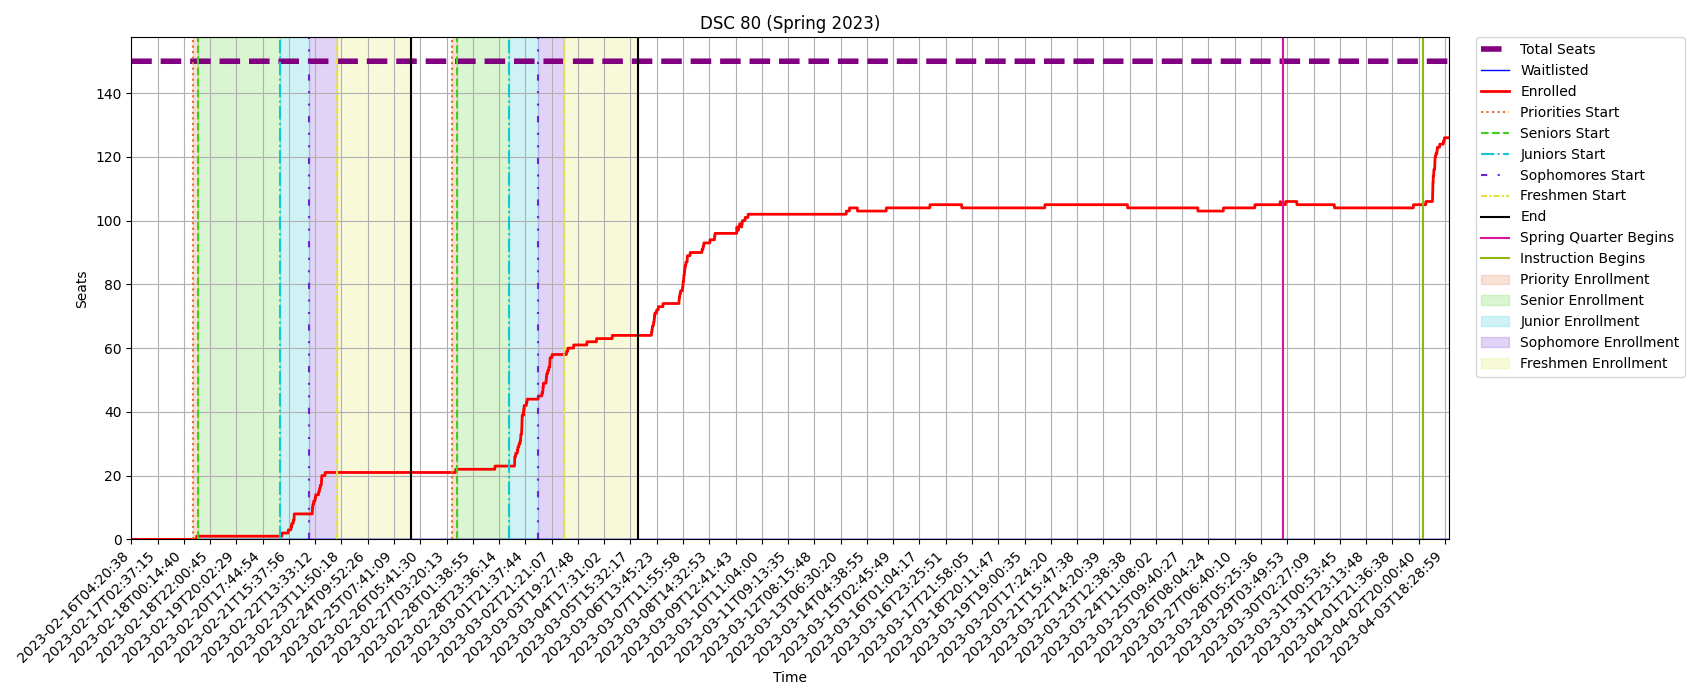 DSC 80 (Spring 2023)
Seats
140
120
100
80
60
40
20
0
2023-02-16T04:20:38
2023-02-17T02:37:15
2023-02-18T00:14:40
2023-02-18T22:00:45
2023-02-19T20:02:29
2023-02-20T17:44:54
2023-02-21T15:37:56
2023-02-22T13:33:12
2023-02-23T11:50:18
2023-02-24T09:52:26
2023-02-25T07:41:09
2023-02-26T05:41:30
2023-02-27T03:20:13
2023-02-28T01:38:55
2023-02-28T23:36:14
2023-03-01T21:37:44
2023-03-02T21:21:07
2023-03-03T19:27:48
2023-03-04T17:31:02
2023-03-05T15:32:17
2023-03-06T13:45:23
2023-03-07T11:55:58
2023-03-08T14:32:53
2023-03-09T12:41:43
2023-03-10T11:04:00
2023-03-11T09:13:35
2023-03-12T08:15:48
2023-03-13T06:30:20
2023-03-14T04:38:55
2023-03-15T02:45:49
2023-03-16T01:04:17
2023-03-16T23:25:51
2023-03-17T21:58:05
2023-03-18T20:11:47
2023-03-19T19:00:35
2023-03-20T17:24:20
2023-03-21T15:47:38
2023-03-22T14:20:39
2023-03-23T12:38:38
2023-03-24T11:08:02
2023-03-25T09:40:27
2023-03-26T08:04:24
2023-03-27T06:40:10
2023-03-28T05:25:36
2023-03-29T03:49:53
2023-03-30T02:27:09
2023-03-31T00:53:45
2023-03-31T23:13:48
2023-04-01T21:36:38
2023-04-02T20:00:40
2023-04-03T18:28:59
Time
Total Seats
Waitlisted
Enrolled
Priorities Start
Seniors Start
Juniors Start
Sophomores Start
Freshmen Start
End
Spring Quarter Begins
Instruction Begins
Priority Enrollment
Senior Enrollment
Junior Enrollment
Sophomore Enrollment
Freshmen Enrollment